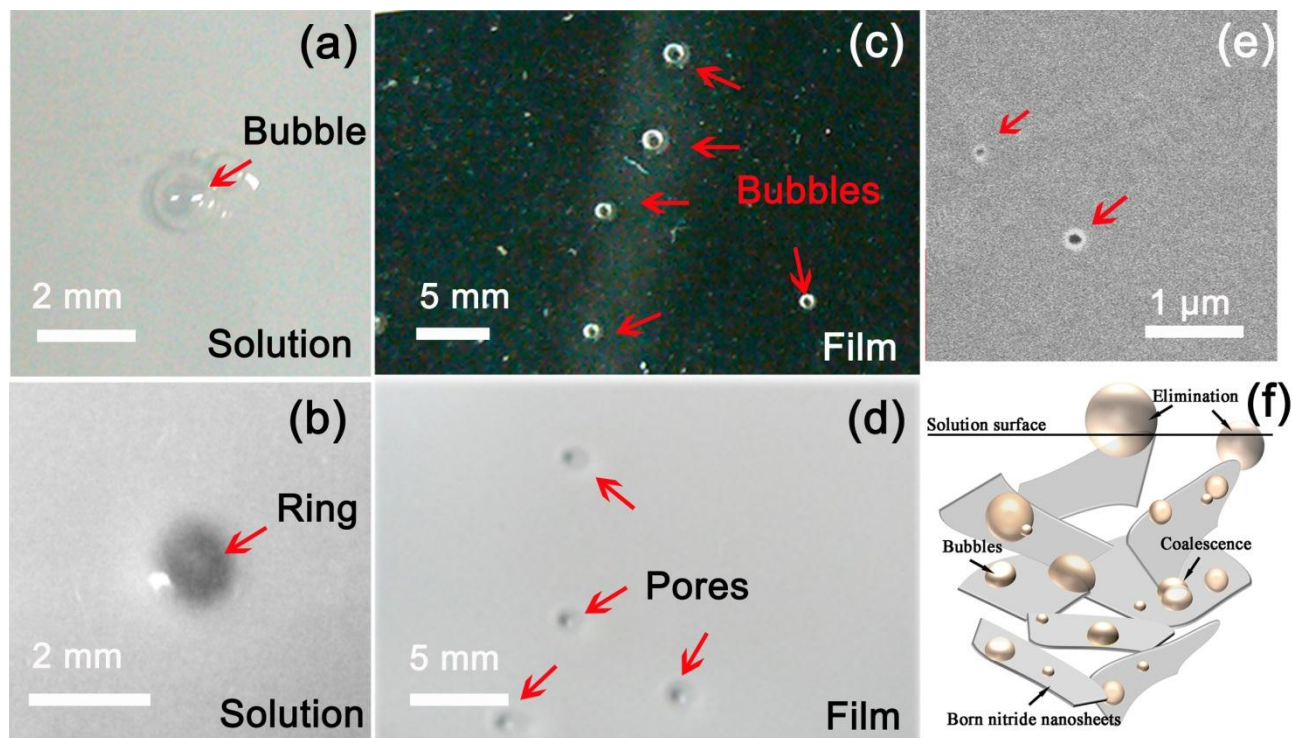 (a)
Bubble
2 mm
Solution
(b)
Ring
2 mm
Solution
(c)
Bubbles
5 mm
Film
(d)
Pores
5 mm
Film
(e)
1 μm
(f)
Elimination
Solution surface
Bubbles
Coalescence
Born nitride nanosheets